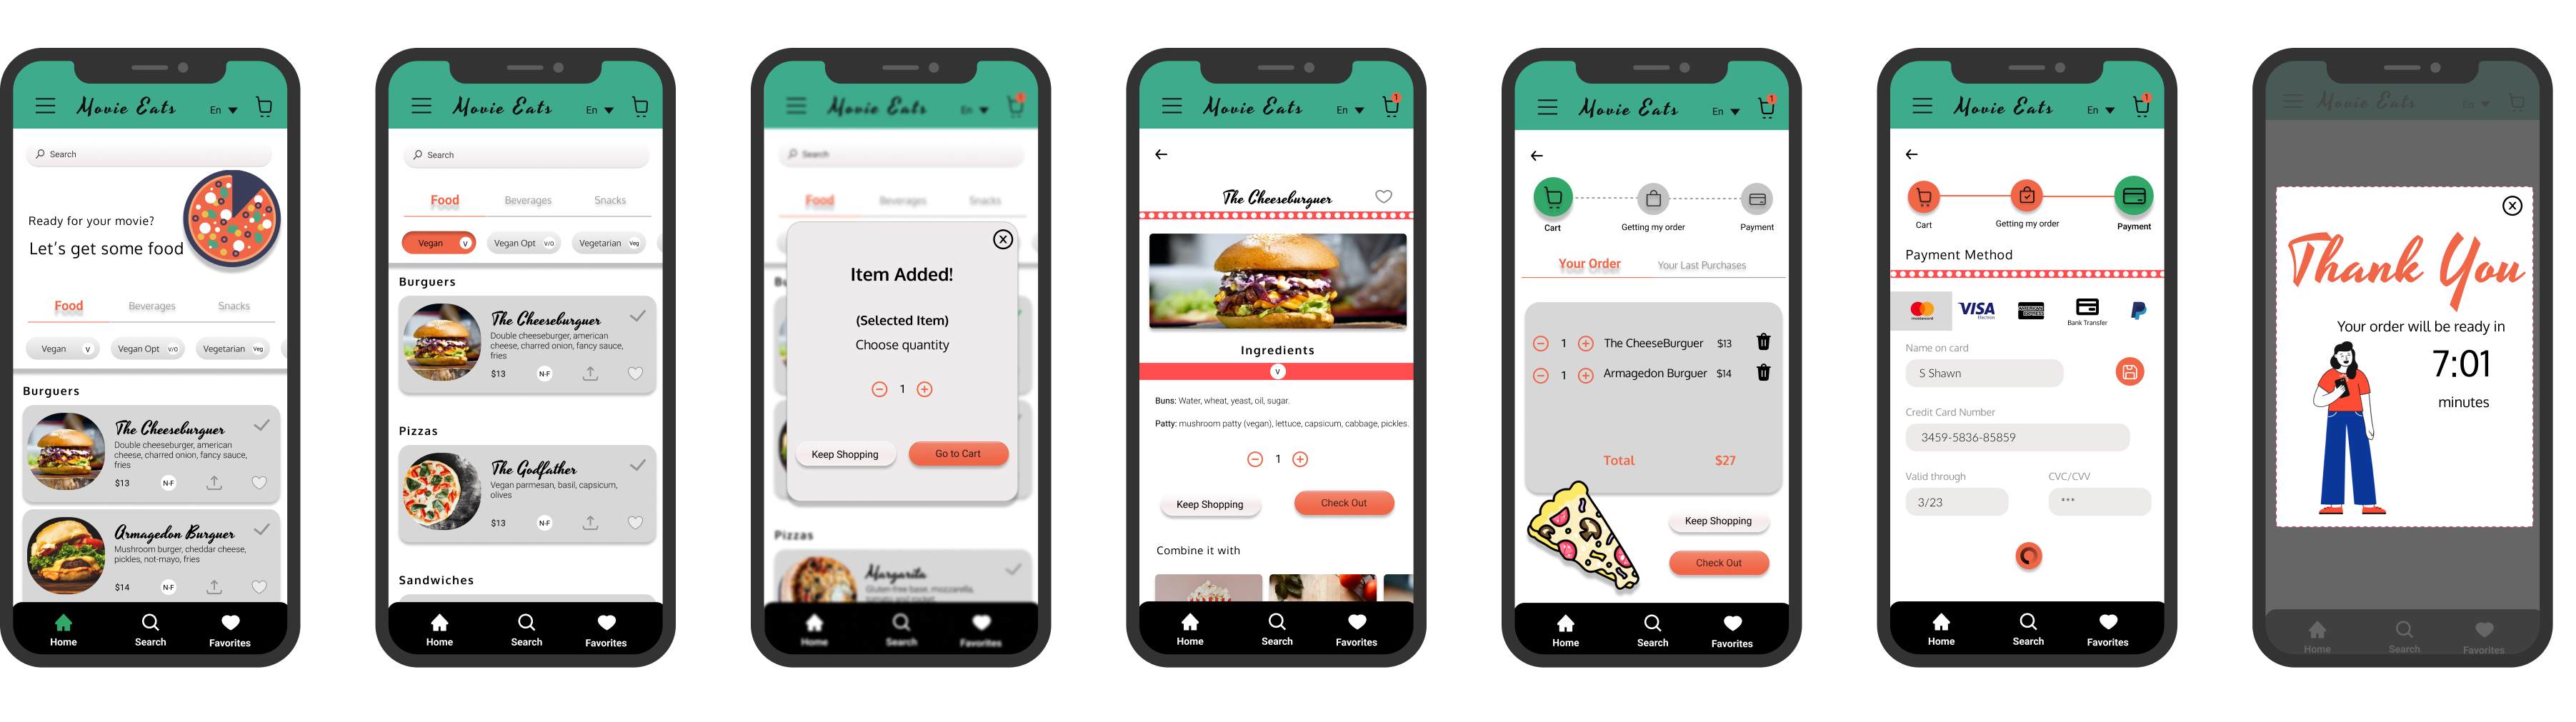 Movie Eats
En
Search
Ready for your movie?
Let's get some food
Food Beverages Snacks
Vegan V Vegan Opt V/O Vegetarian Veg
Burguers
The Cheeseburguer
Double cheeseburger, american
cheese, charred onion, fancy sauce,
fries
$13 N-F
Armagedon Burguer
Mushroom burger, cheddar cheese,
pickles, not-mayo, fries
$14 N-F
Home Search Favorites
Movie Eats
En
Search
Food Beverages Snacks
Vegan V Vegan Opt V/O Vegetarian Veg
Burguers
The Cheeseburguer
Double cheeseburger, american
cheese, charred onion, fancy sauce,
fries
$13 N-F
Pizzas
The Godfather
Vegan parmesan, basil, capsicum,
olives
$13 N-F
Sandwiches
Home Search Favorites
Movie Eats
En
1
Search
Food Beverages Snacks
Item Added!
(Selected Item)
Choose quantity
1
Keep Shopping Go to Cart
Pizzas
Margarita
Gluten-free base, mozzarella,
tomato and rocket
Home Search Favorites
Movie Eats
En
1
The Cheeseburguer
Ingredients
V
Buns: Water, wheat, yeast, oil, sugar.
Patty: mushroom patty (vegan), lettuce, capsicum, cabbage, pickles.
1
Keep Shopping Check Out
Combine it with
Home Search Favorites
Movie Eats
En
1
Cart Getting my order Payment
Your Order Your Last Purchases
1 The CheeseBurguer $13
1 Armagedon Burguer $14
Total $27
Keep Shopping
Check Out
Home Search Favorites
Movie Eats
En
1
Cart Getting my order Payment
Payment Method
mastercard VISA Electron AMERICAN EXPRESS Bank Transfer
Name on card
S Shawn
Credit Card Number
3459-5836-85859
Valid through CVC/CVV
3/23 ***
Home Search Favorites
Movie Eats
En
Thank You
Your order will be ready in
7:01
minutes
Home Search Favorites